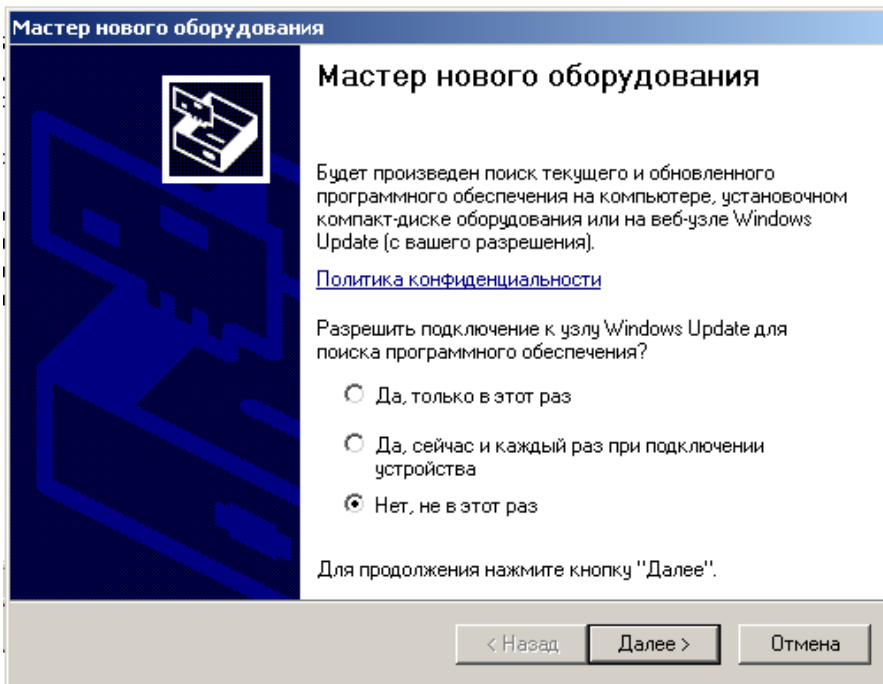 Мастер нового оборудования
Мастер нового оборудования
Будет произведен поиск текущего и обновленного
программного обеспечения на компьютере, установочном
компакт-диске оборудования или на веб-узле Windows
Update (с вашего разрешения).
Политика конфиденциальности
Разрешить подключение к узлу Windows Update для
поиска программного обеспечения?
Да, только в этот раз
Да, сейчас и каждый раз при подключении
устройства
Нет, не в этот раз
Для продолжения нажмите кнопку "Далее".
< Назад Далее > Отмена